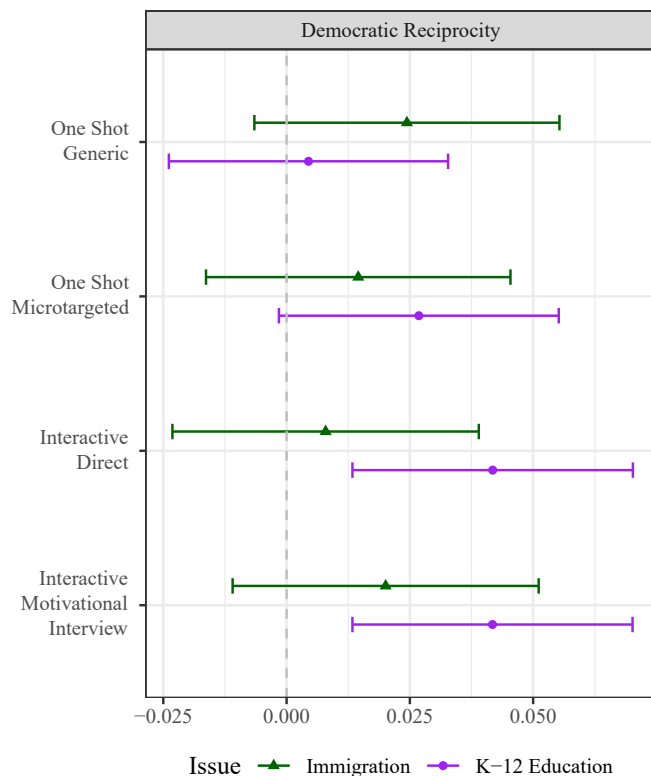 Democratic Reciprocity
One Shot
Generic
One Shot
Microtargeted
Interactive
Direct
Interactive
Motivational
Interview
−0.025 0.000 0.025 0.050
Issue Immigration K−12 Education